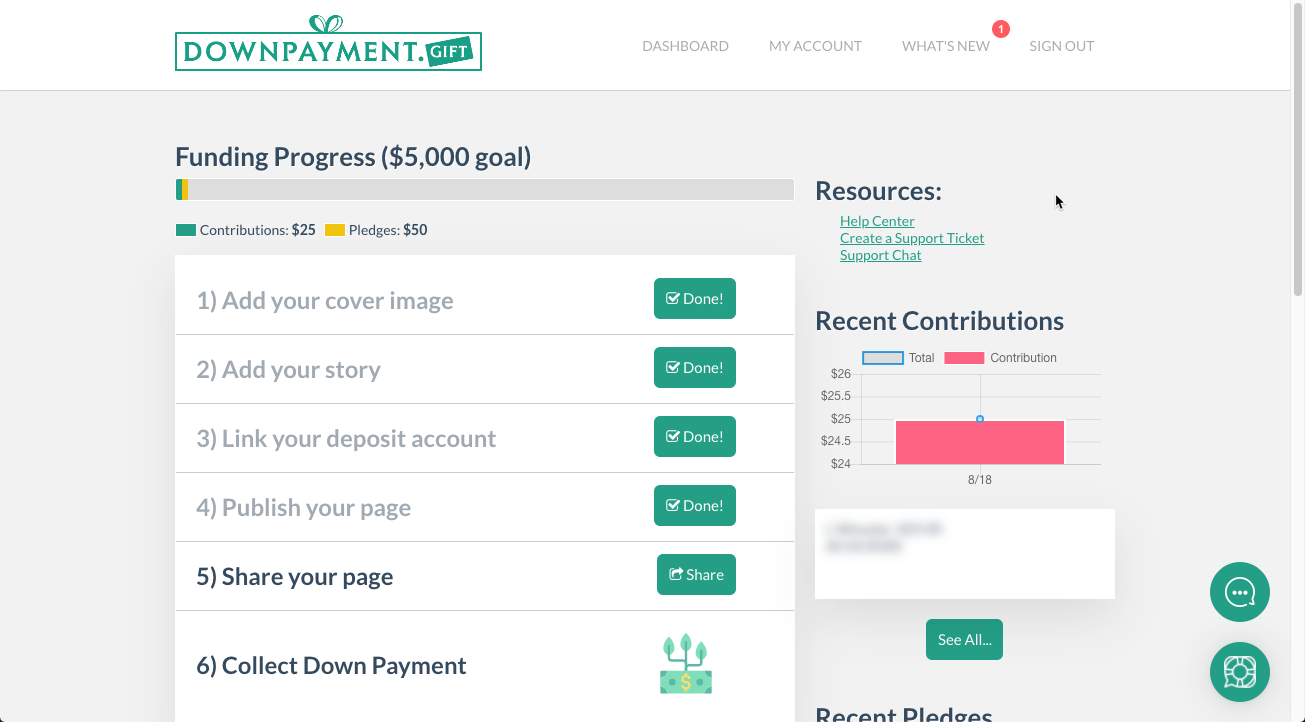 DOWNPAYMENT.GIFT
DASHBOARD
MY ACCOUNT
WHAT'S NEW
1
SIGN OUT
Funding Progress ($5,000 goal)
Contributions: $25
Pledges: $50
1) Add your cover image
Done!
2) Add your story
Done!
3) Link your deposit account
Done!
4) Publish your page
Done!
5) Share your page
Share
6) Collect Down Payment
$
Resources:
Help Center
Create a Support Ticket
Support Chat
Recent Contributions
Total
Contribution
$26
$25.5
$25
$24.5
$24
8/18
See All...
Recent Pledges